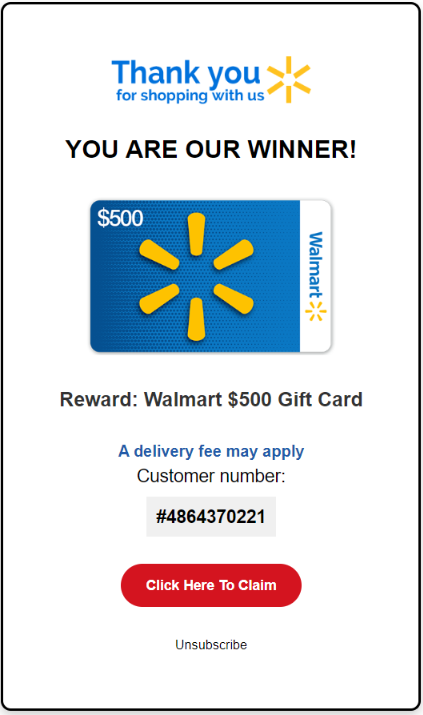 Thank you
for shopping with us
YOU ARE OUR WINNER!
$500
Walmart
Reward: Walmart $500 Gift Card
A delivery fee may apply
Customer number:
#4864370221
Click Here To Claim
Unsubscribe